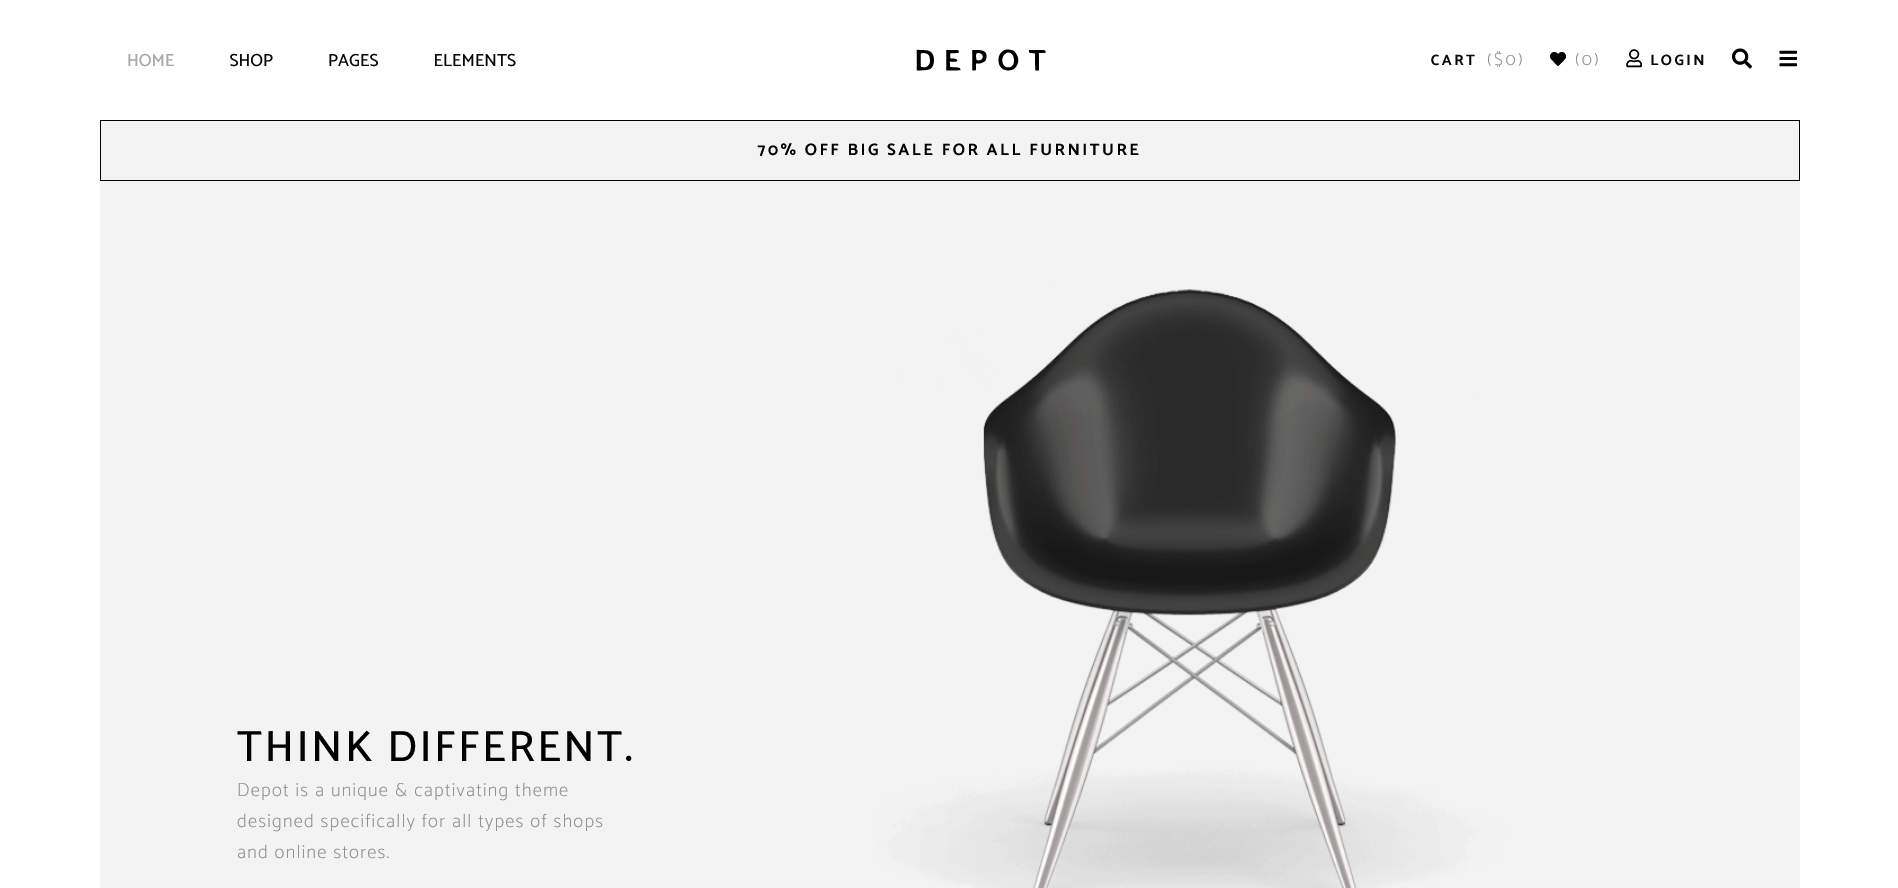 HOME SHOP PAGES ELEMENTS DEPOT CART ($0) (0) LOGIN
70% OFF BIG SALE FOR ALL FURNITURE
THINK DIFFERENT.
Depot is a unique & captivating theme
designed specifically for all types of shops
and online stores.